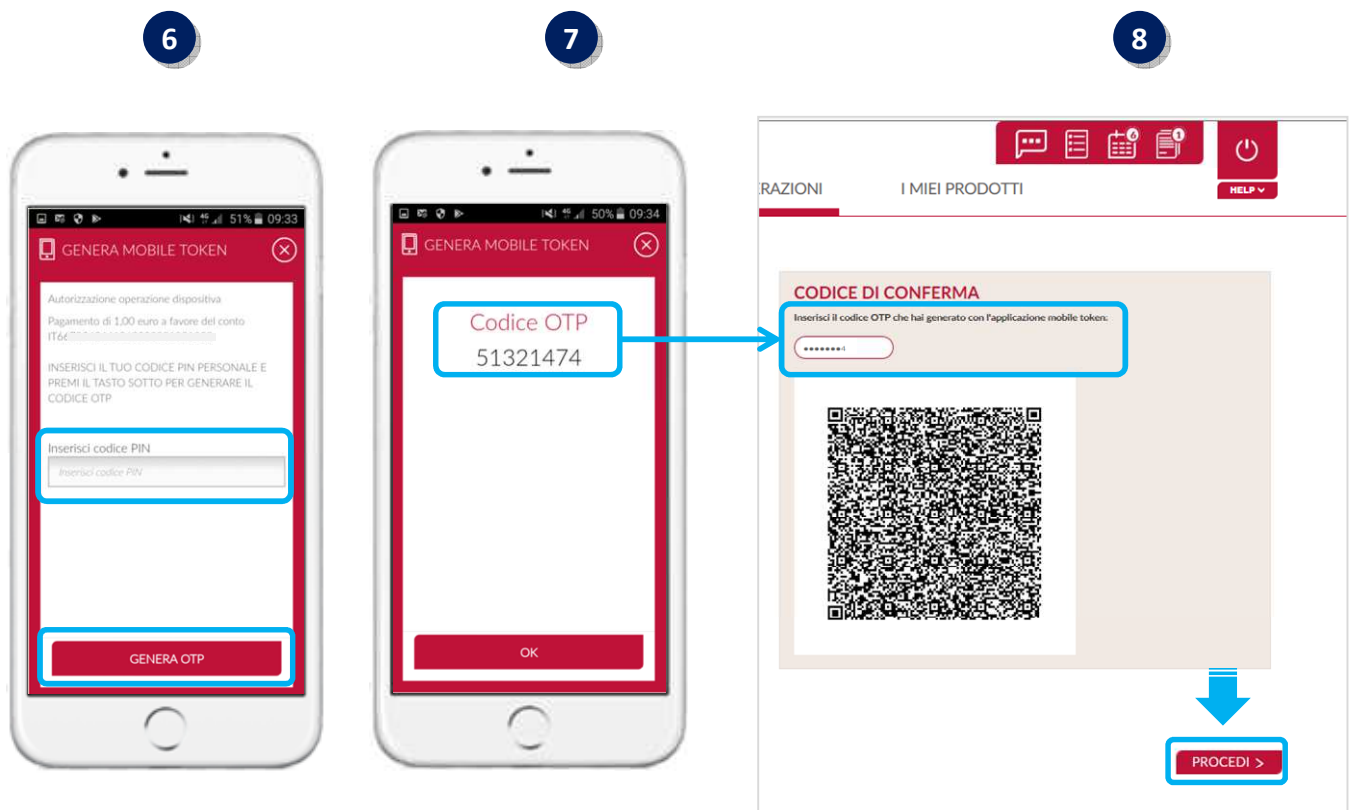 6
7
8
51% 09:33
GENERA MOBILE TOKEN
Autorizzazione operazione dispositiva
Pagamento di 1,00 euro a favore del conto
INSERISCI IL TUO CODICE PIN PERSONALE E
PREMI IL TASTO SOTTO PER GENERARE IL
CODICE OTP
Inserisci codice PIN
Inserisci codice PIN
GENERA OTP
50% 09:34
GENERA MOBILE TOKEN
Codice OTP
51321474
OK
6 1
RAZIONI I MIEI PRODOTTI HELP
CODICE DI CONFERMA
Inserisci il codice OTP che hai generato con l'applicazione mobile token:
•••••••4
PROCEDI >